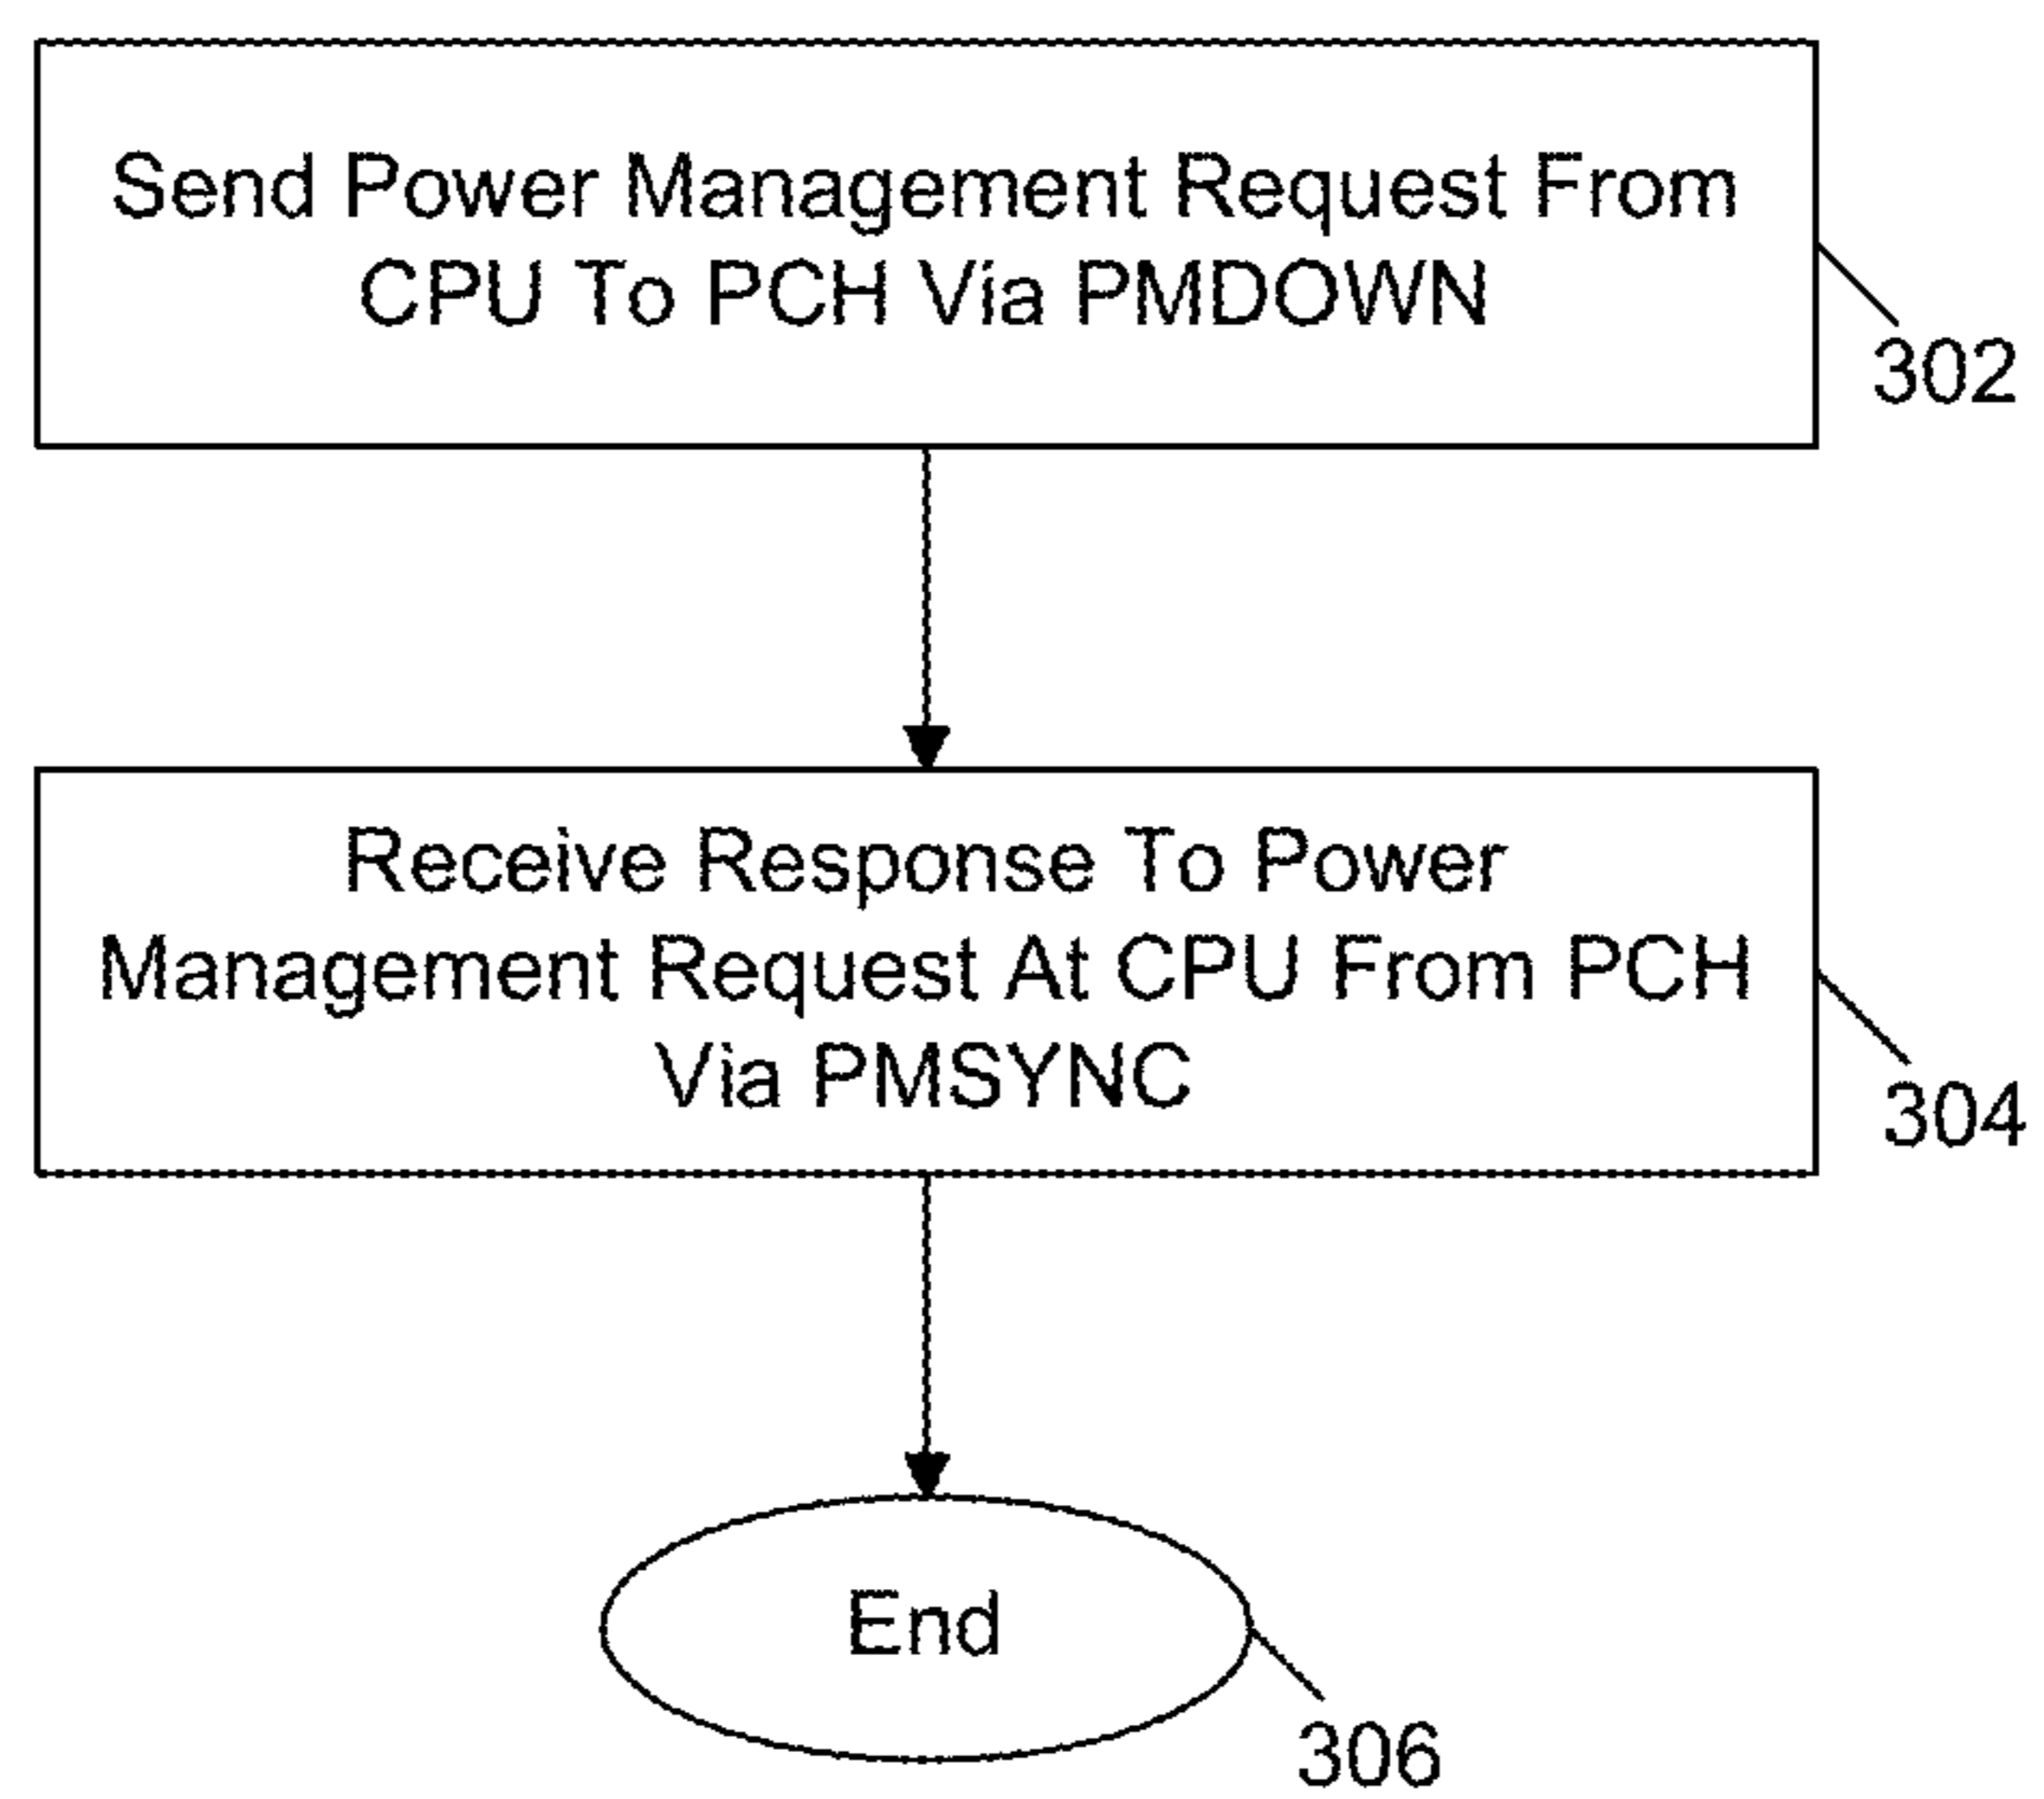 Send Power Management Request From
CPU To PCH Via PMDOWN
302
Receive Response To Power
Management Request At CPU From PCH
Via PMSYNC
304
End
306